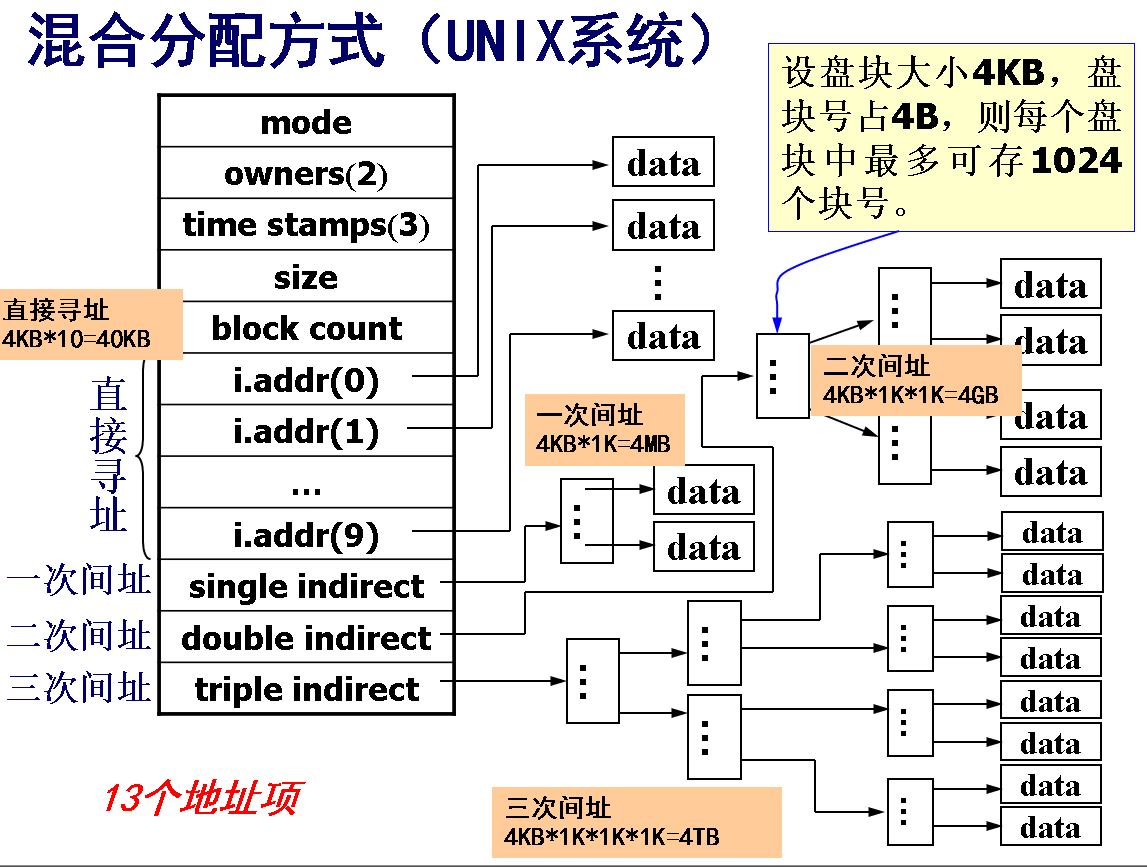 混合分配方式（UNIX系统）
设盘块大小4KB，盘
块号占4B，则每个盘
块中最多可存1024
个块号。
mode
owners(2)
time stamps(3)
size
block count
i.addr(0)
i.addr(1)
...
i.addr(9)
single indirect
double indirect
triple indirect
直接寻址
4KB*10=40KB
直
接
寻
址
一次间址
二次间址
三次间址
13个地址项
data
data
⋮
data
一次间址
4KB*1K=4MB
⋮
data
data
⋮
二次间址
4KB*1K*1K=4GB
⋮
⋮
data
data
data
data
⋮
⋮
⋮
⋮
⋮
⋮
⋮
data
data
data
data
data
data
data
data
三次间址
4KB*1K*1K*1K=4TB